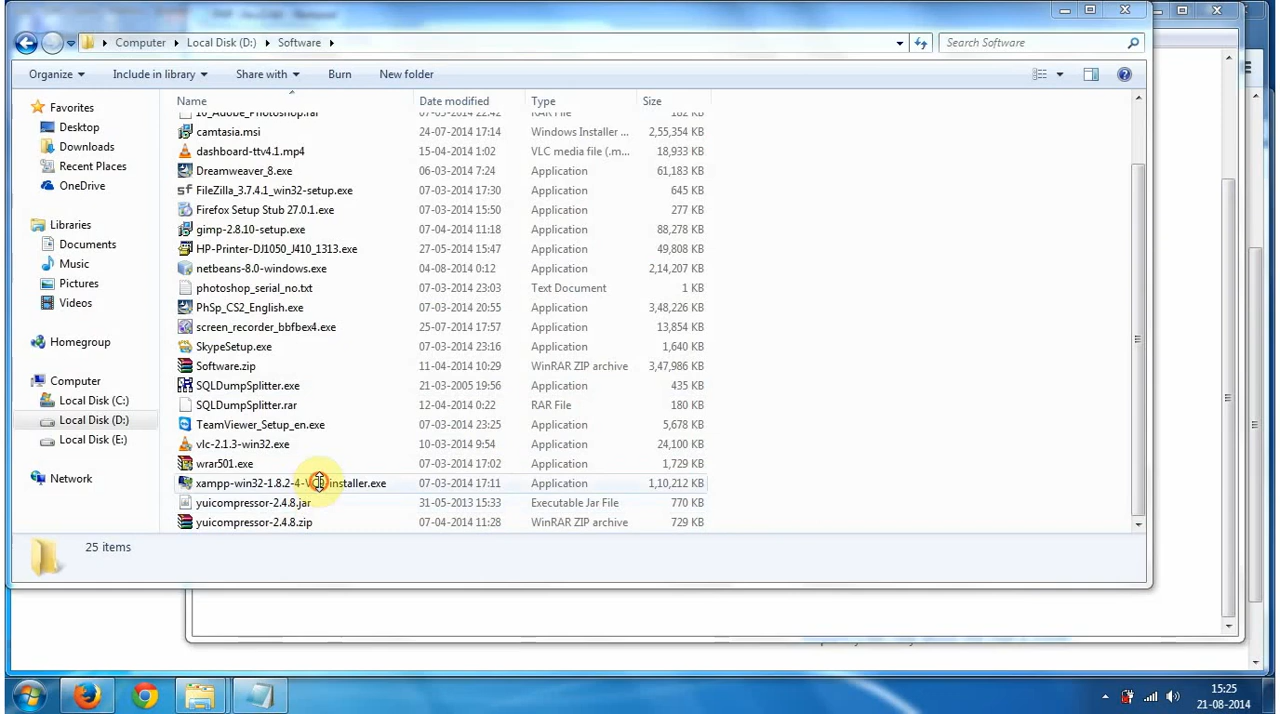 Computer
Local Disk (D:)
Software
Search Software
Organize
Include in library
Share with
Burn
New folder
Name
Date modified
Type
Size
Favorites
Desktop
Downloads
Recent Places
OneDrive
Libraries
Documents
Music
Pictures
Videos
Homegroup
Computer
Local Disk (C:)
Local Disk (D:)
Local Disk (E:)
Network
10_Adobe_Photoshop.rar 07-03-2014 22:42 RAR File 182 KB
camtasia.msi 24-07-2014 17:14 Windows Installer ... 2,55,354 KB
dashboard-ttv4.1.mp4 15-04-2014 1:02 VLC media file (.m... 18,933 KB
Dreamweaver_8.exe 06-03-2014 7:24 Application 61,183 KB
FileZilla_3.7.4.1_win32-setup.exe 07-03-2014 17:30 Application 645 KB
Firefox Setup Stub 27.0.1.exe 07-03-2014 15:50 Application 277 KB
gimp-2.8.10-setup.exe 07-04-2014 11:18 Application 88,278 KB
HP-Printer-DJ1050_J410_1313.exe 27-05-2014 15:47 Application 49,808 KB
netbeans-8.0-windows.exe 04-08-2014 0:12 Application 2,14,207 KB
photoshop_serial_no.txt 07-03-2014 23:03 Text Document 1 KB
PhSp_CS2_English.exe 07-03-2014 20:55 Application 3,48,226 KB
screen_recorder_bbfbex4.exe 25-07-2014 17:57 Application 13,854 KB
SkypeSetup.exe 07-03-2014 23:16 Application 1,640 KB
Software.zip 11-04-2014 10:29 WinRAR ZIP archive 3,47,986 KB
SQLDumpSplitter.exe 21-03-2005 19:56 Application 435 KB
SQLDumpSplitter.rar 12-04-2014 0:22 RAR File 180 KB
TeamViewer_Setup_en.exe 07-03-2014 23:25 Application 5,678 KB
vlc-2.1.3-win32.exe 10-03-2014 9:54 Application 24,100 KB
wrar501.exe 07-03-2014 17:02 Application 1,729 KB
07-03-2014 17:11 Application 1,10,212 KB
yuicompressor-2.4.8.jar 31-05-2013 15:33 Executable Jar File 770 KB
yuicompressor-2.4.8.zip 07-04-2014 11:28 WinRAR ZIP archive 729 KB
25 items
15:25
21-08-2014